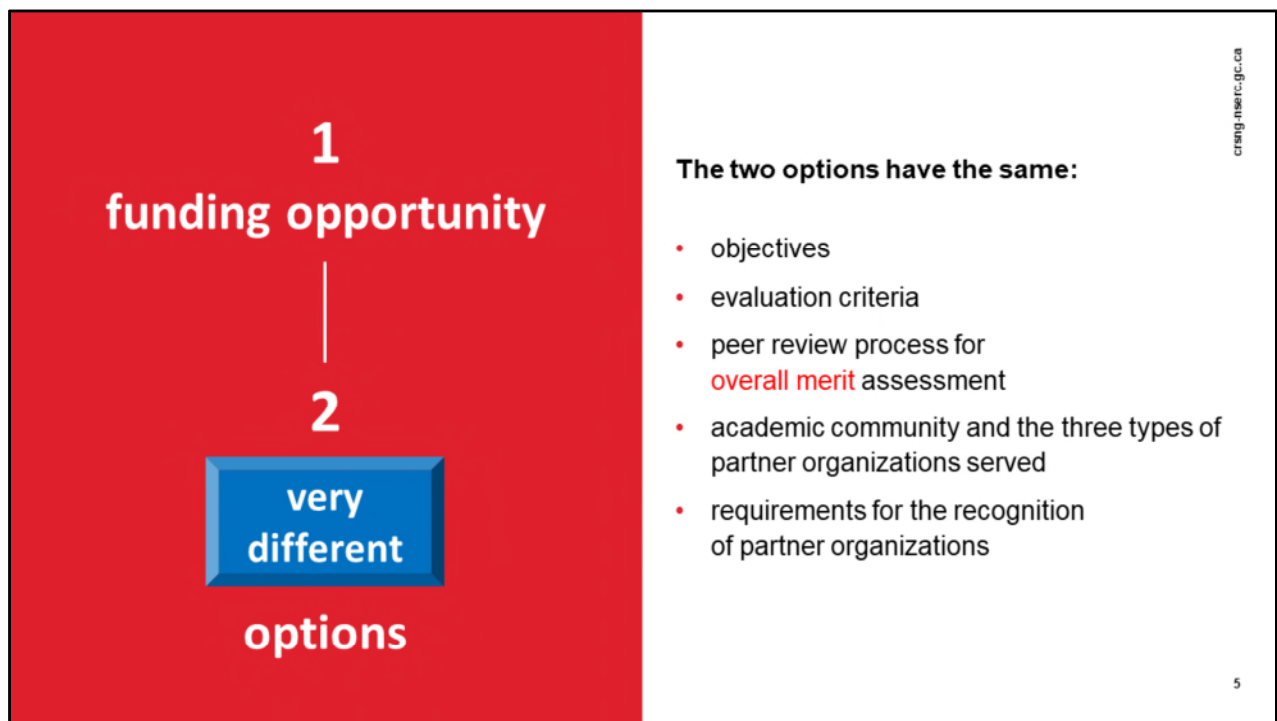 1
funding opportunity
2
very
different
options
crsng-nserc.gc.ca
The two options have the same:
• objectives
• evaluation criteria
• peer review process for
overall merit assessment
• academic community and the three types of
partner organizations served
• requirements for the recognition
of partner organizations
5